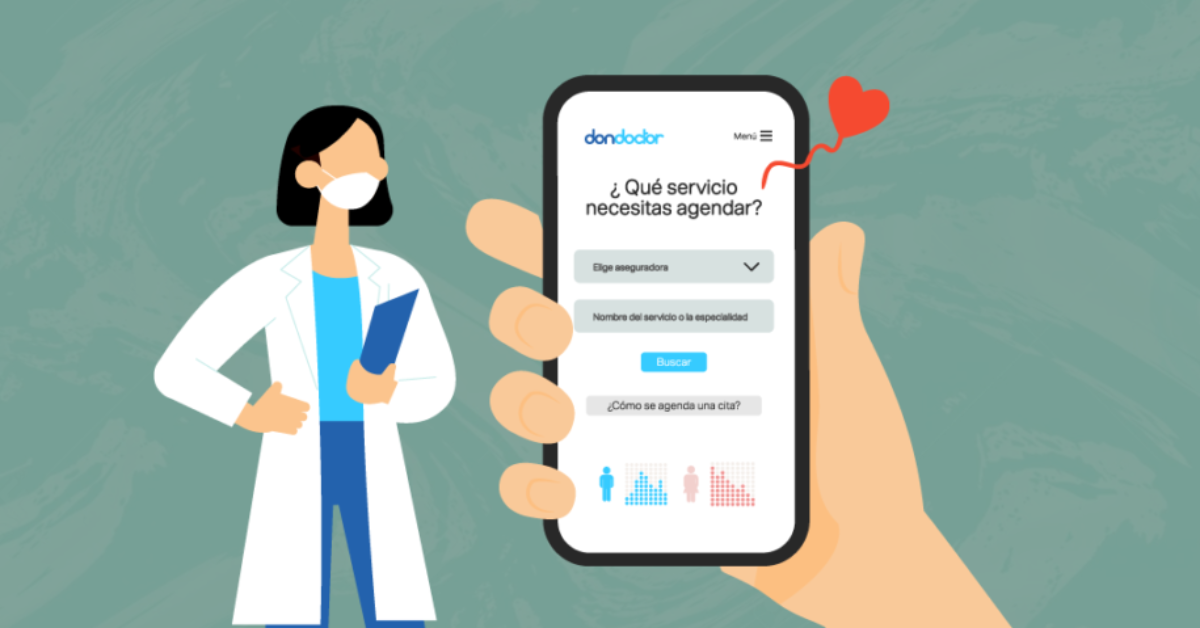 dondoctor
Menú
¿ Qué servicio
necesitas agendar?
Elige aseguradora
Nombre del servicio o la especialidad
Buscar
¿Cómo se agenda una cita?